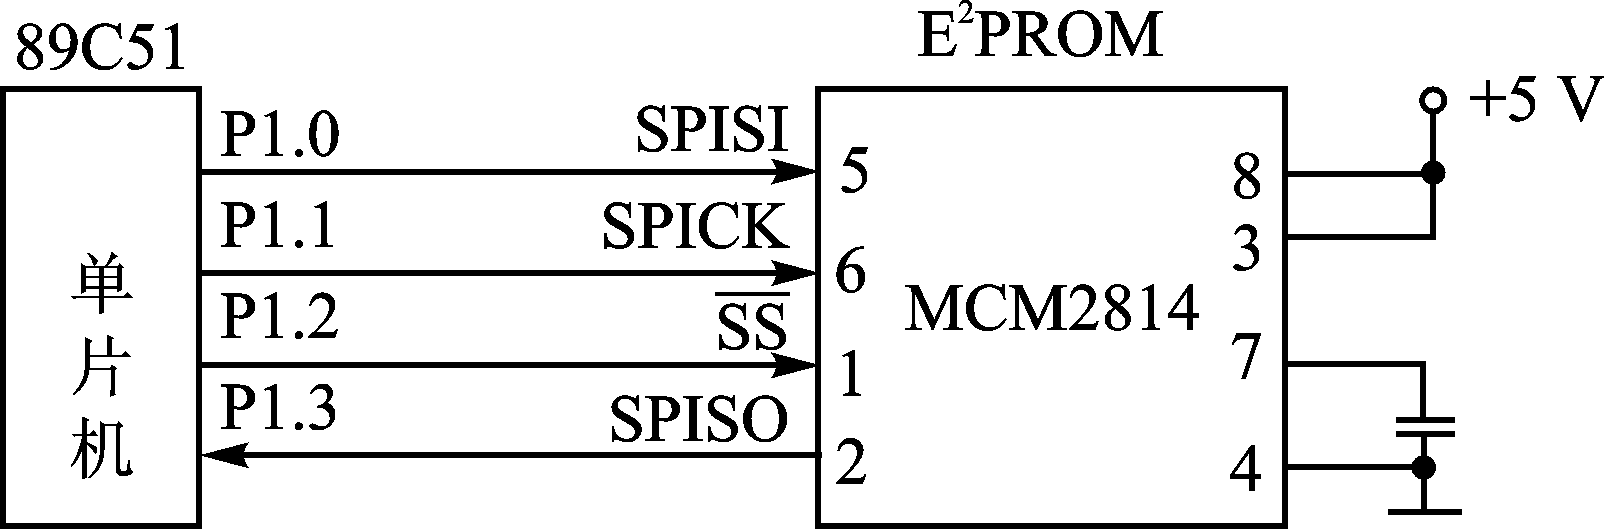 89C51
E²PROM
+5 V
P1.0
SPISI
5
8
P1.1
SPICK
6
3
单片机
MCM2814
P1.2
S̅S̅
1
7
P1.3
SPISO
2
4